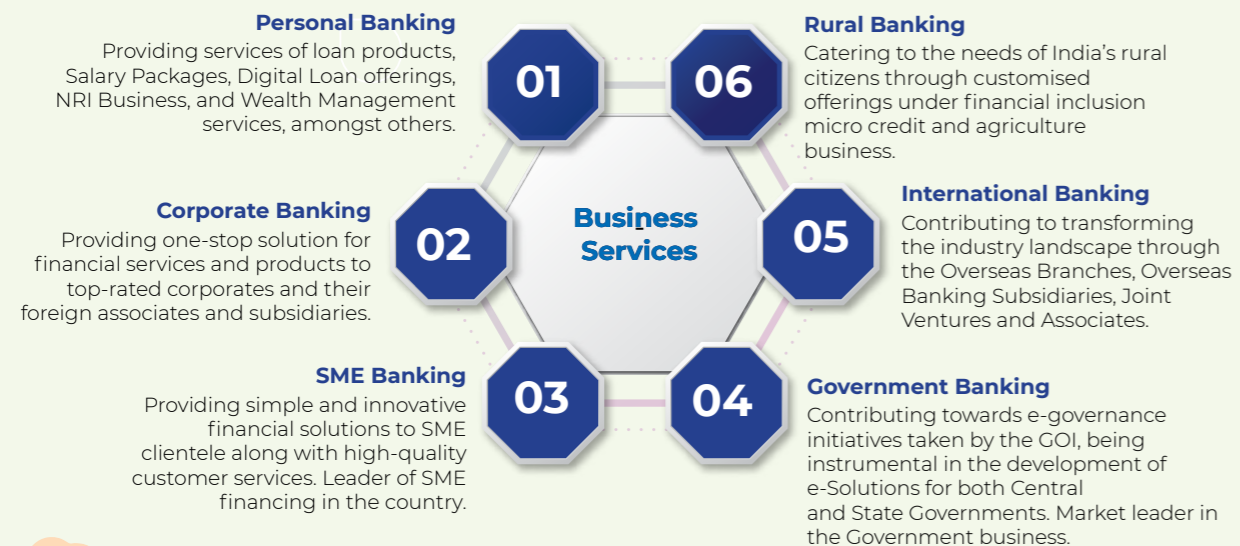 Personal Banking
Providing services of loan products,
Salary Packages, Digital Loan offerings,
NRI Business, and Wealth Management
services, amongst others.
01
Corporate Banking
Providing one-stop solution for
financial services and products to
top-rated corporates and their
foreign associates and subsidiaries.
02
SME Banking
Providing simple and innovative
financial solutions to SME
clientele along with high-quality
customer services. Leader of SME
financing in the country.
03
Business
Services
04
Government Banking
Contributing towards e-governance
initiatives taken by the GOI, being
instrumental in the development of
e-Solutions for both Central
and State Governments. Market leader in
the Government business.
05
International Banking
Contributing to transforming
the industry landscape through
the Overseas Branches, Overseas
Banking Subsidiaries, Joint
Ventures and Associates.
06
Rural Banking
Catering to the needs of India's rural
citizens through customised
offerings under financial inclusion
micro credit and agriculture
business.